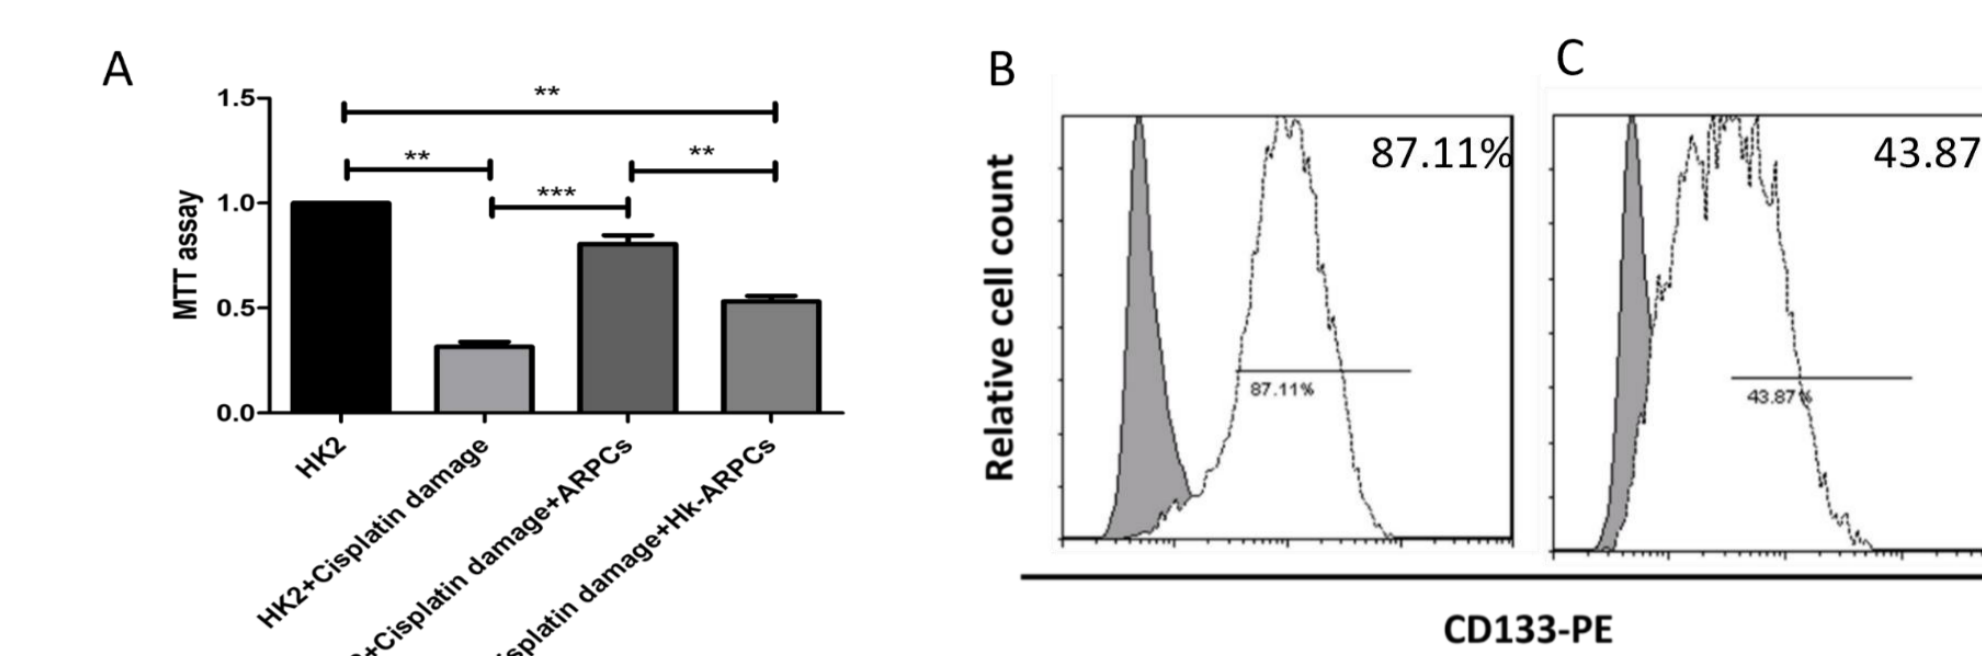 A
**
1.5
**
**
***
1.0
MTT assay
0.5
0.0
HK2
HK2+Cisplatin damage
+Cisplatin damage+ARPCs
damage+Hk-ARPCs
B
87.11%
Relative cell count
87.11%
C
43.87
43.87%
CD133-PE